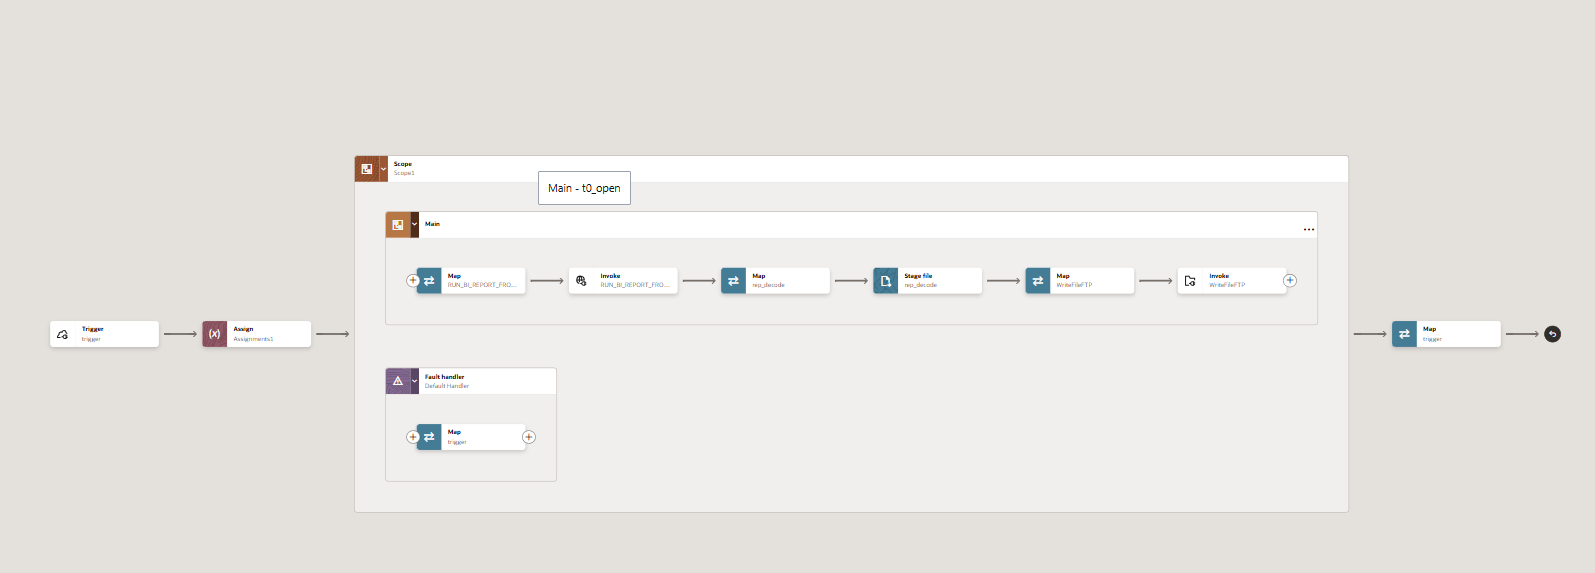 Scope
Scope1
Main - t0_open
Main
...
Map
RUN_BI_REPORT_FRO...
Invoke
RUN_BI_REPORT_FRO...
Map
rep_decode
Stage file
rep_decode
Map
WriteFileFTP
Invoke
WriteFileFTP
Trigger
trigger
(x)
Assign
Assignments1
Map
trigger
Fault handler
Default Handler
Map
trigger